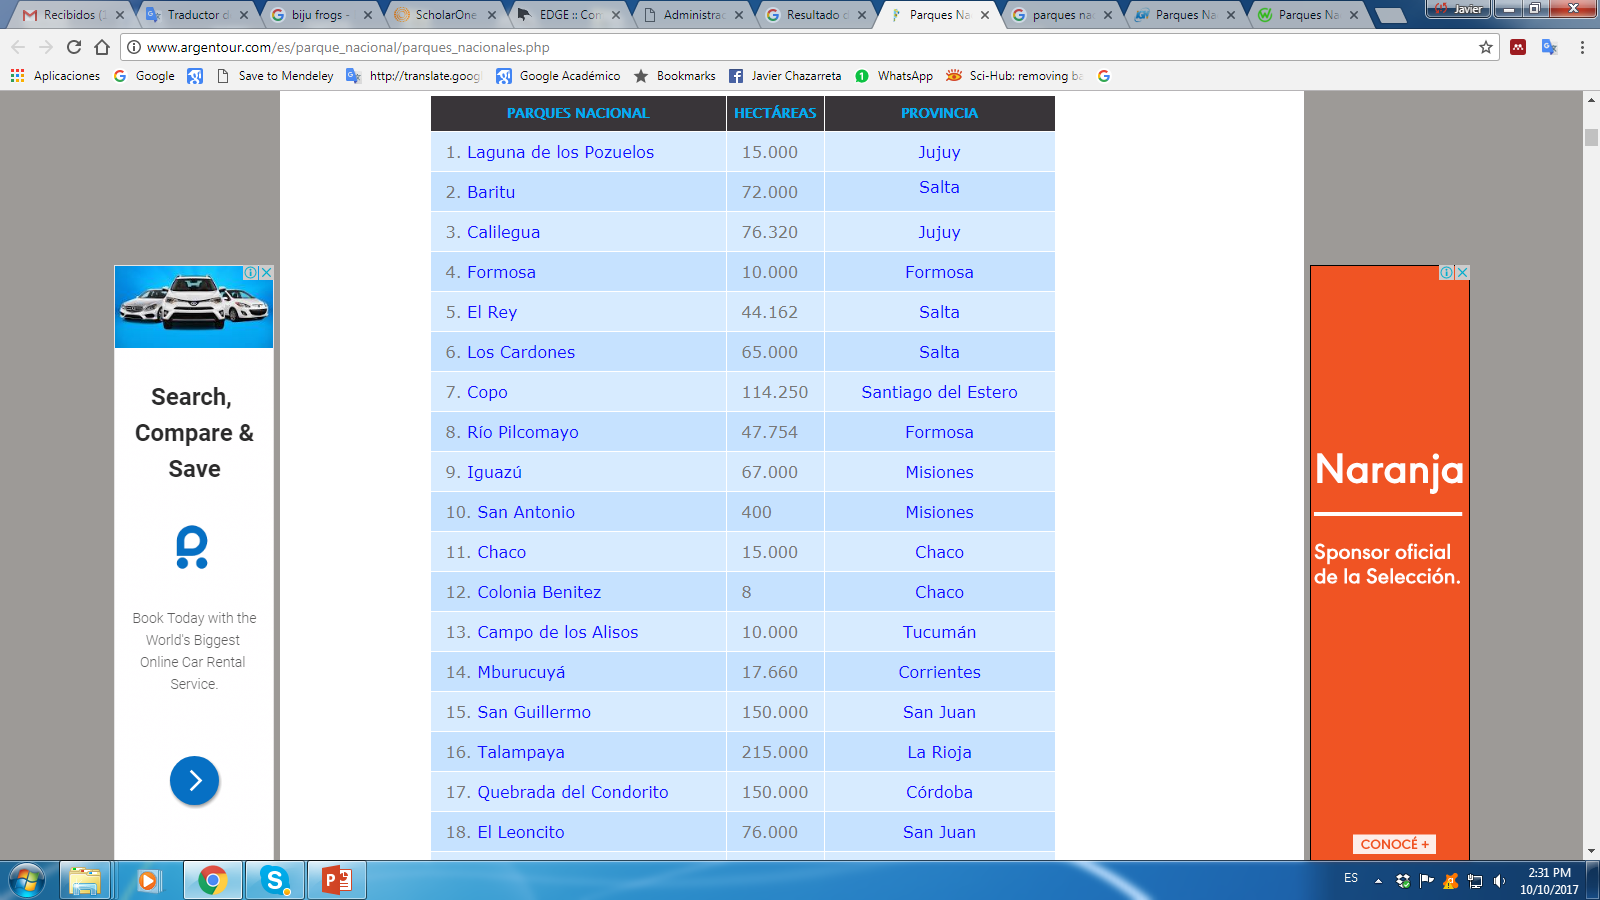 Recibidos (
Traductor d
biju frogs -
ScholarOne
EDGE :: Con
Administrac
Resultado d
Parques Na
parques nac
Parques Na
Parques Na
Javier
www.argentour.com/es/parque_nacional/parques_nacionales.php
Aplicaciones
Google
Save to Mendeley
http://translate.goog
Google Académico
Bookmarks
Javier Chazarreta
WhatsApp
Sci-Hub: removing ba
PARQUES NACIONAL HECTÁREAS PROVINCIA
1. Laguna de los Pozuelos 15.000 Jujuy
2. Baritu 72.000 Salta
3. Calilegua 76.320 Jujuy
4. Formosa 10.000 Formosa
5. El Rey 44.162 Salta
6. Los Cardones 65.000 Salta
7. Copo 114.250 Santiago del Estero
8. Río Pilcomayo 47.754 Formosa
9. Iguazú 67.000 Misiones
10. San Antonio 400 Misiones
11. Chaco 15.000 Chaco
12. Colonia Benitez 8 Chaco
13. Campo de los Alisos 10.000 Tucumán
14. Mburucuyá 17.660 Corrientes
15. San Guillermo 150.000 San Juan
16. Talampaya 215.000 La Rioja
17. Quebrada del Condorito 150.000 Córdoba
18. El Leoncito 76.000 San Juan
Search,
Compare &
Save
Book Today with the
World's Biggest
Online Car Rental
Service.
Naranja
Sponsor oficial
de la Selección.
CONOCÉ +
ES
2:31 PM
10/10/2017